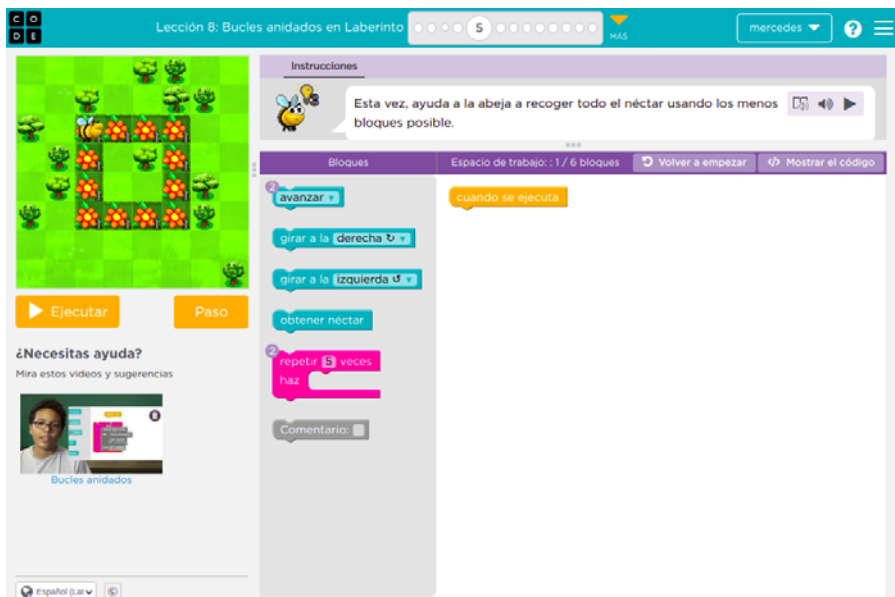 C O
D E
Lección 8: Bucles anidados en Laberinto
5
MÁS
mercedes
?
Instrucciones
Esta vez, ayuda a la abeja a recoger todo el néctar usando los menos
bloques posible.
Bloques
Espacio de trabajo: : 1 / 6 bloques
Volver a empezar
</> Mostrar el código
2
avanzar
girar a la derecha ↻
girar a la izquierda ↺
obtener néctar
2
repetir 5 veces
haz
Comentario:
cuando se ejecuta
Ejecutar
Paso
¿Necesitas ayuda?
Mira estos videos y sugerencias
Bucles anidados
Español (Lat
©